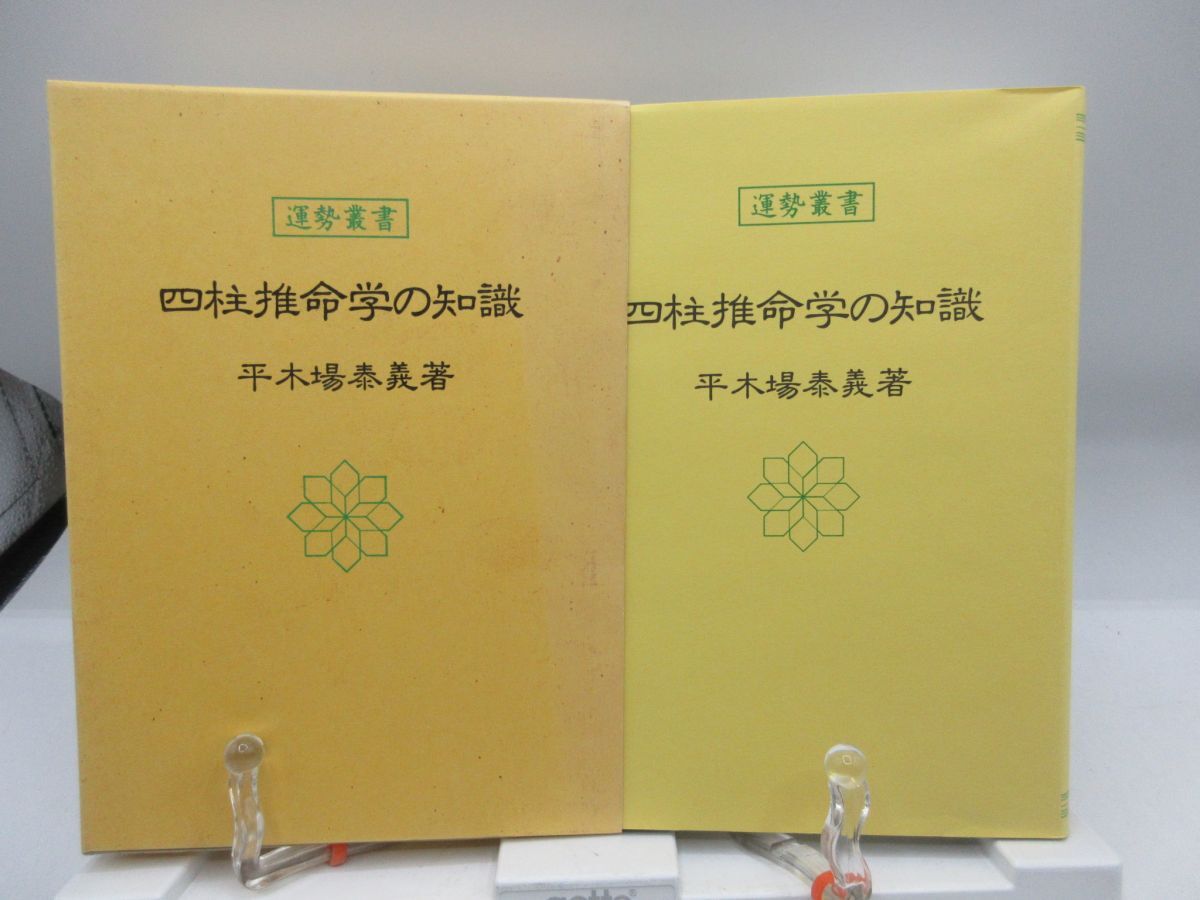 運勢叢書
四柱推命学の知識
平木場泰義著
運勢叢書
四柱推命学の知識
平木場泰義著